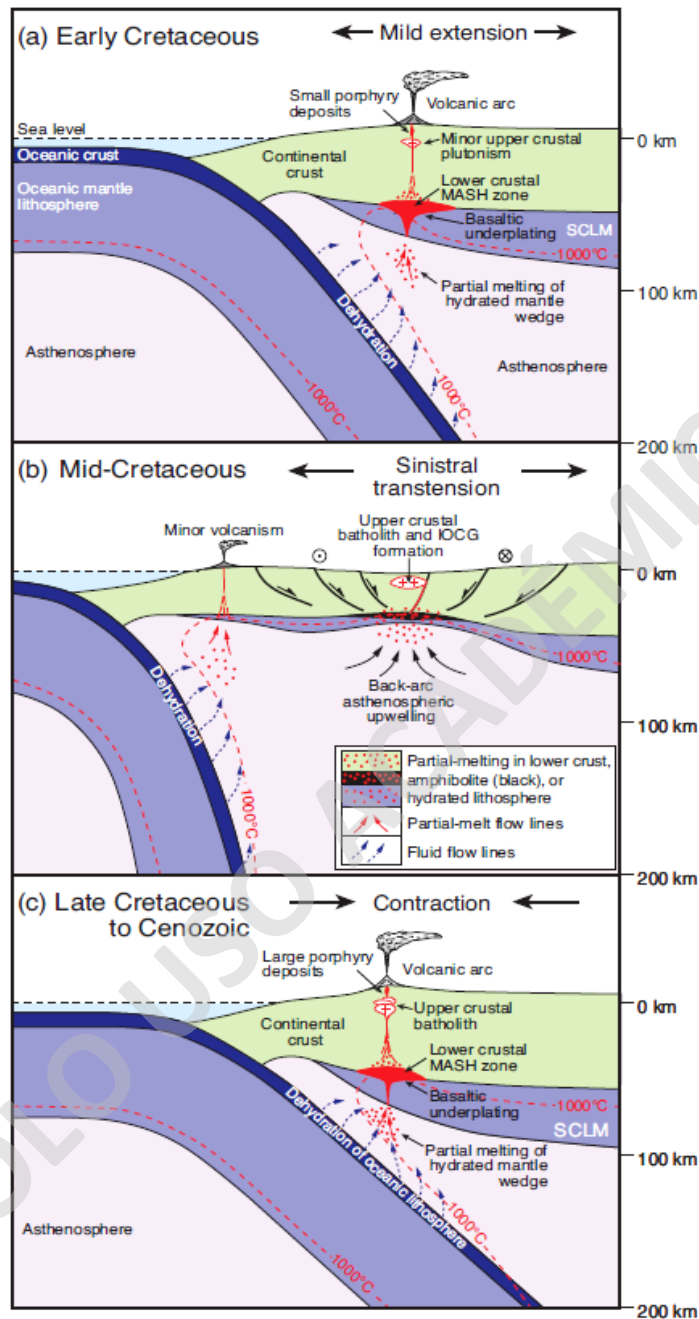 (a) Early Cretaceous
Mild extension
Small porphyry
deposits
Volcanic arc
Sea level
0 km
Oceanic crust
Continental
crust
Minor upper crustal
plutonism
Oceanic mantle
lithosphere
Lower crustal
MASH zone
Basaltic
underplating
SCLM
1000°C
Partial melting of
hydrated mantle
wedge
100 km
Dehydration
Asthenosphere
Asthenosphere
1000°C
1000°C
200 km
(b) Mid-Cretaceous
Sinistral
transtension
Minor volcanism
Upper crustal
batholith and IOCG
formation
0 km
1000°C
Dehydration
Back-arc
asthenospheric
upwelling
100 km
Partial-melting in lower crust,
amphibolite (black), or
hydrated lithosphere
Partial-melt flow lines
Fluid flow lines
1000°C
200 km
(c) Late Cretaceous
to Cenozoic
Contraction
Large porphyry
deposits
Volcanic arc
0 km
Continental
crust
Upper crustal
batholith
Lower crustal
MASH zone
Basaltic
underplating
1000°C
SCLM
Dehydration of oceanic lithosphere
Partial melting
of hydrated mantle
wedge
100 km
1000°C
Asthenosphere
1000°C
200 km
SOLO USO ACADÉMICO